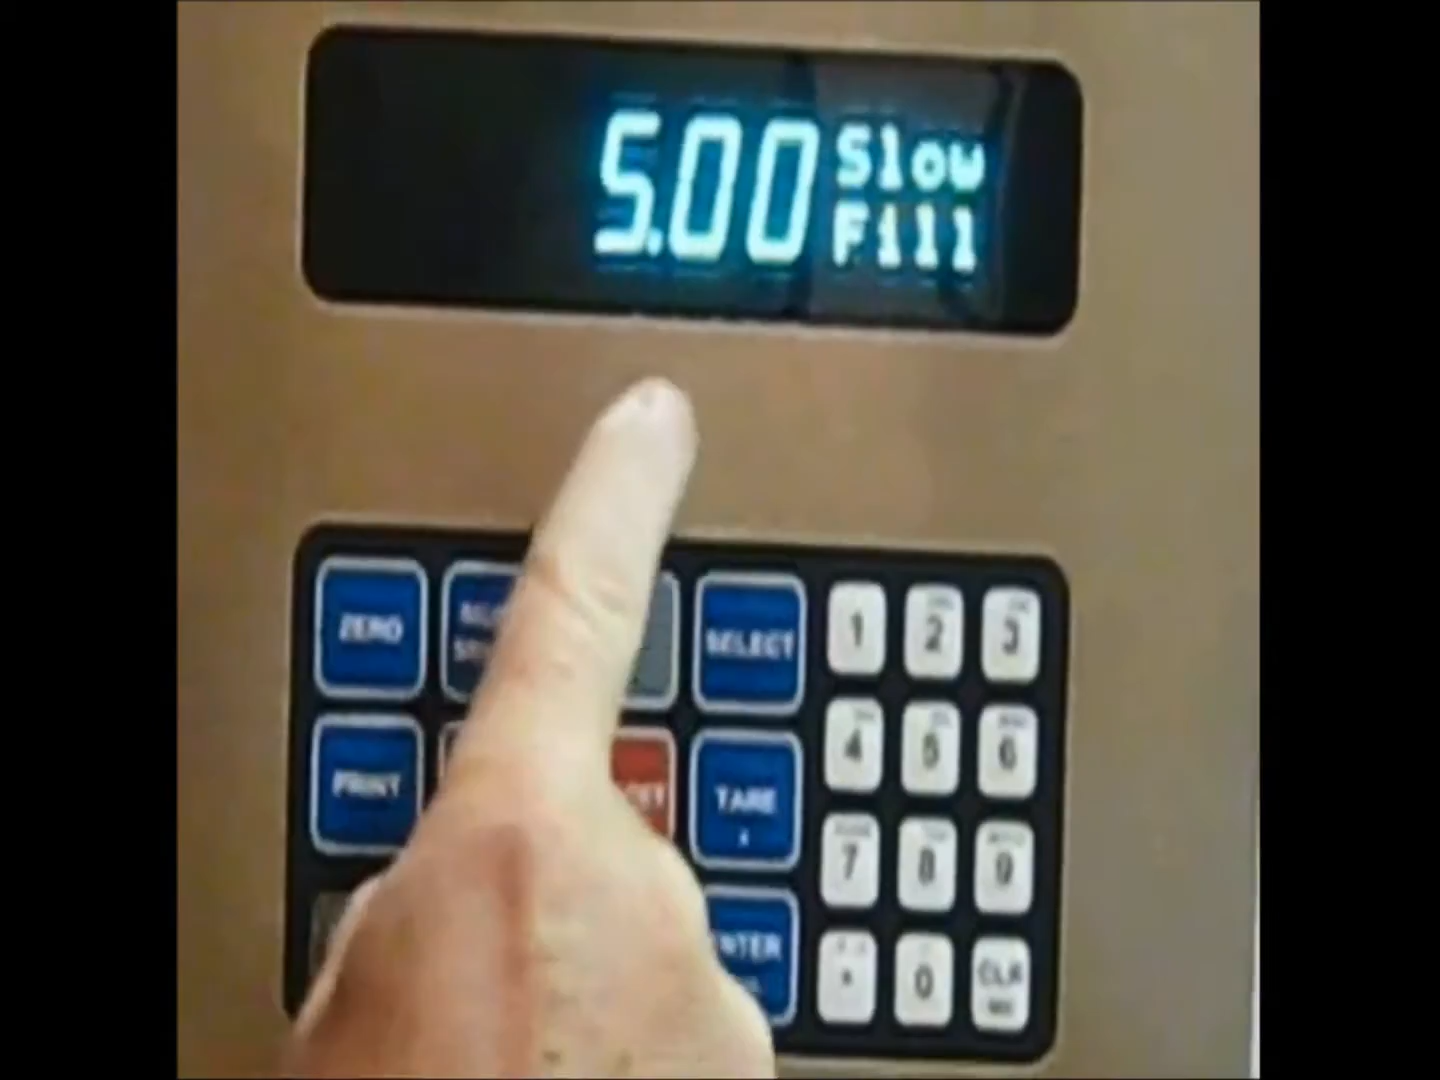 5.00 Slow
Fill
ZERO
SELECT
1 2 3
PRINT
TARE
4 5 6
7 8 9
ENTER
. 0 CLR